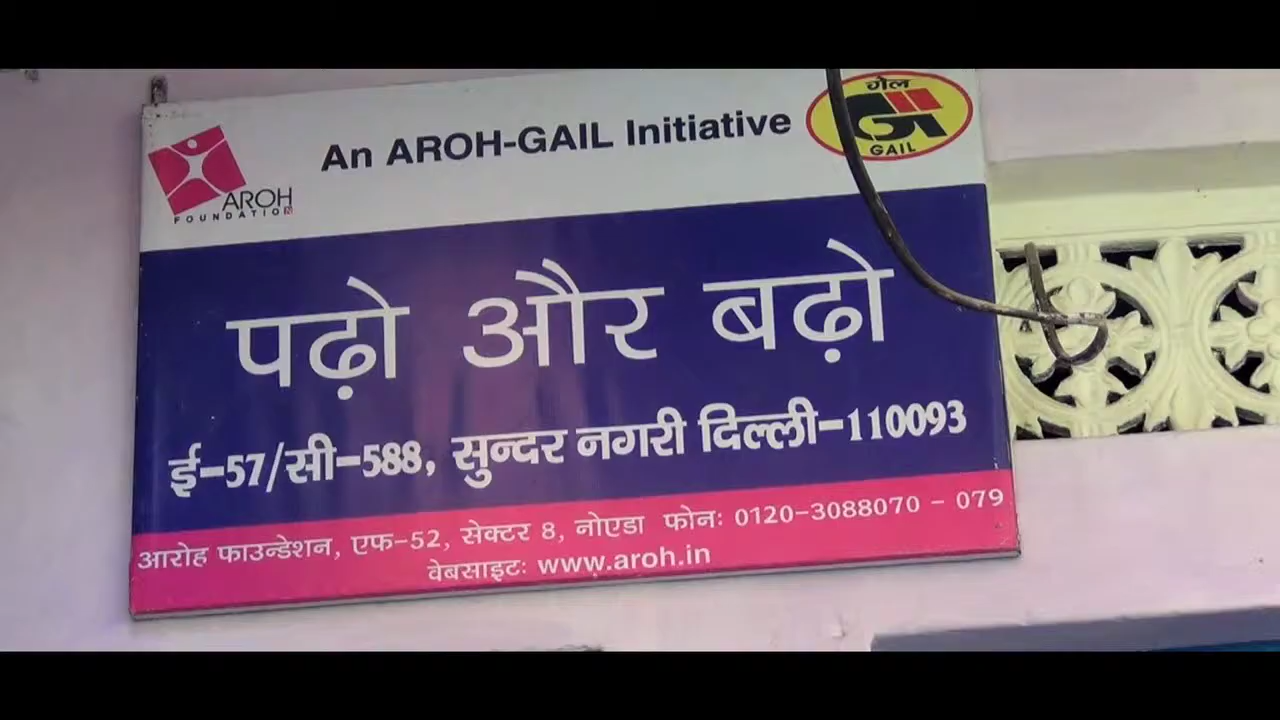 An AROH-GAIL Initiative
गेल
GAIL
AROH
FOUNDATION
पढ़ो और बढ़ो
ई-57/सी-588, सुन्दर नगरी दिल्ली-110093
आरोह फाउन्डेशन, एफ-52, सेक्टर 8, नोएडा फोनः 0120-3088070 - 079
वेबसाइटः www.aroh.in